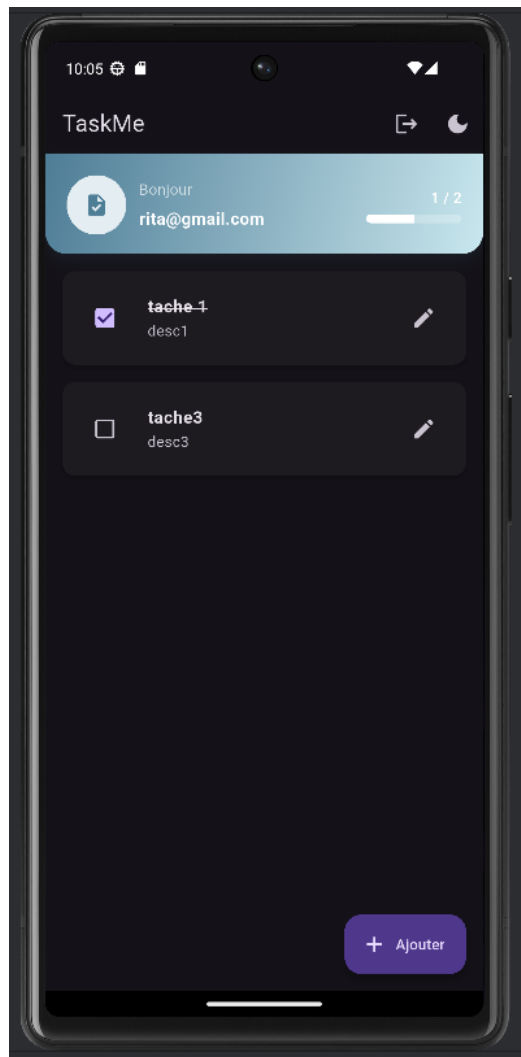 10:05
TaskMe
Bonjour
rita@gmail.com
1 / 2
tache 1
desc1
tache3
desc3
+ Ajouter